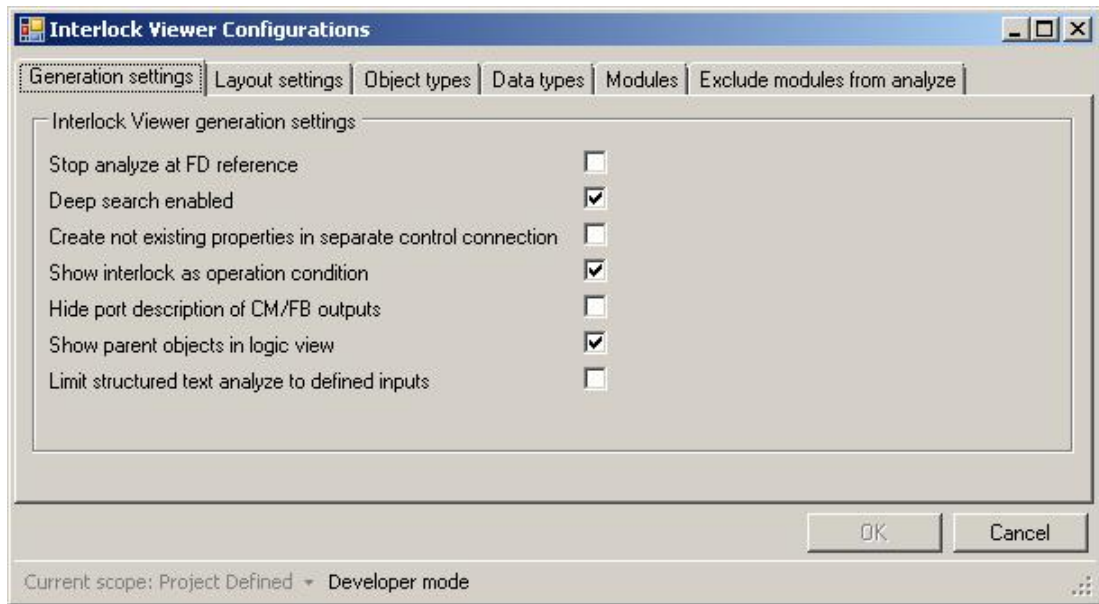 Interlock Viewer Configurations
Generation settings Layout settings Object types Data types Modules Exclude modules from analyze
Interlock Viewer generation settings
Stop analyze at FD reference
Deep search enabled
Create not existing properties in separate control connection
Show interlock as operation condition
Hide port description of CM/FB outputs
Show parent objects in logic view
Limit structured text analyze to defined inputs
OK Cancel
Current scope: Project Defined Developer mode